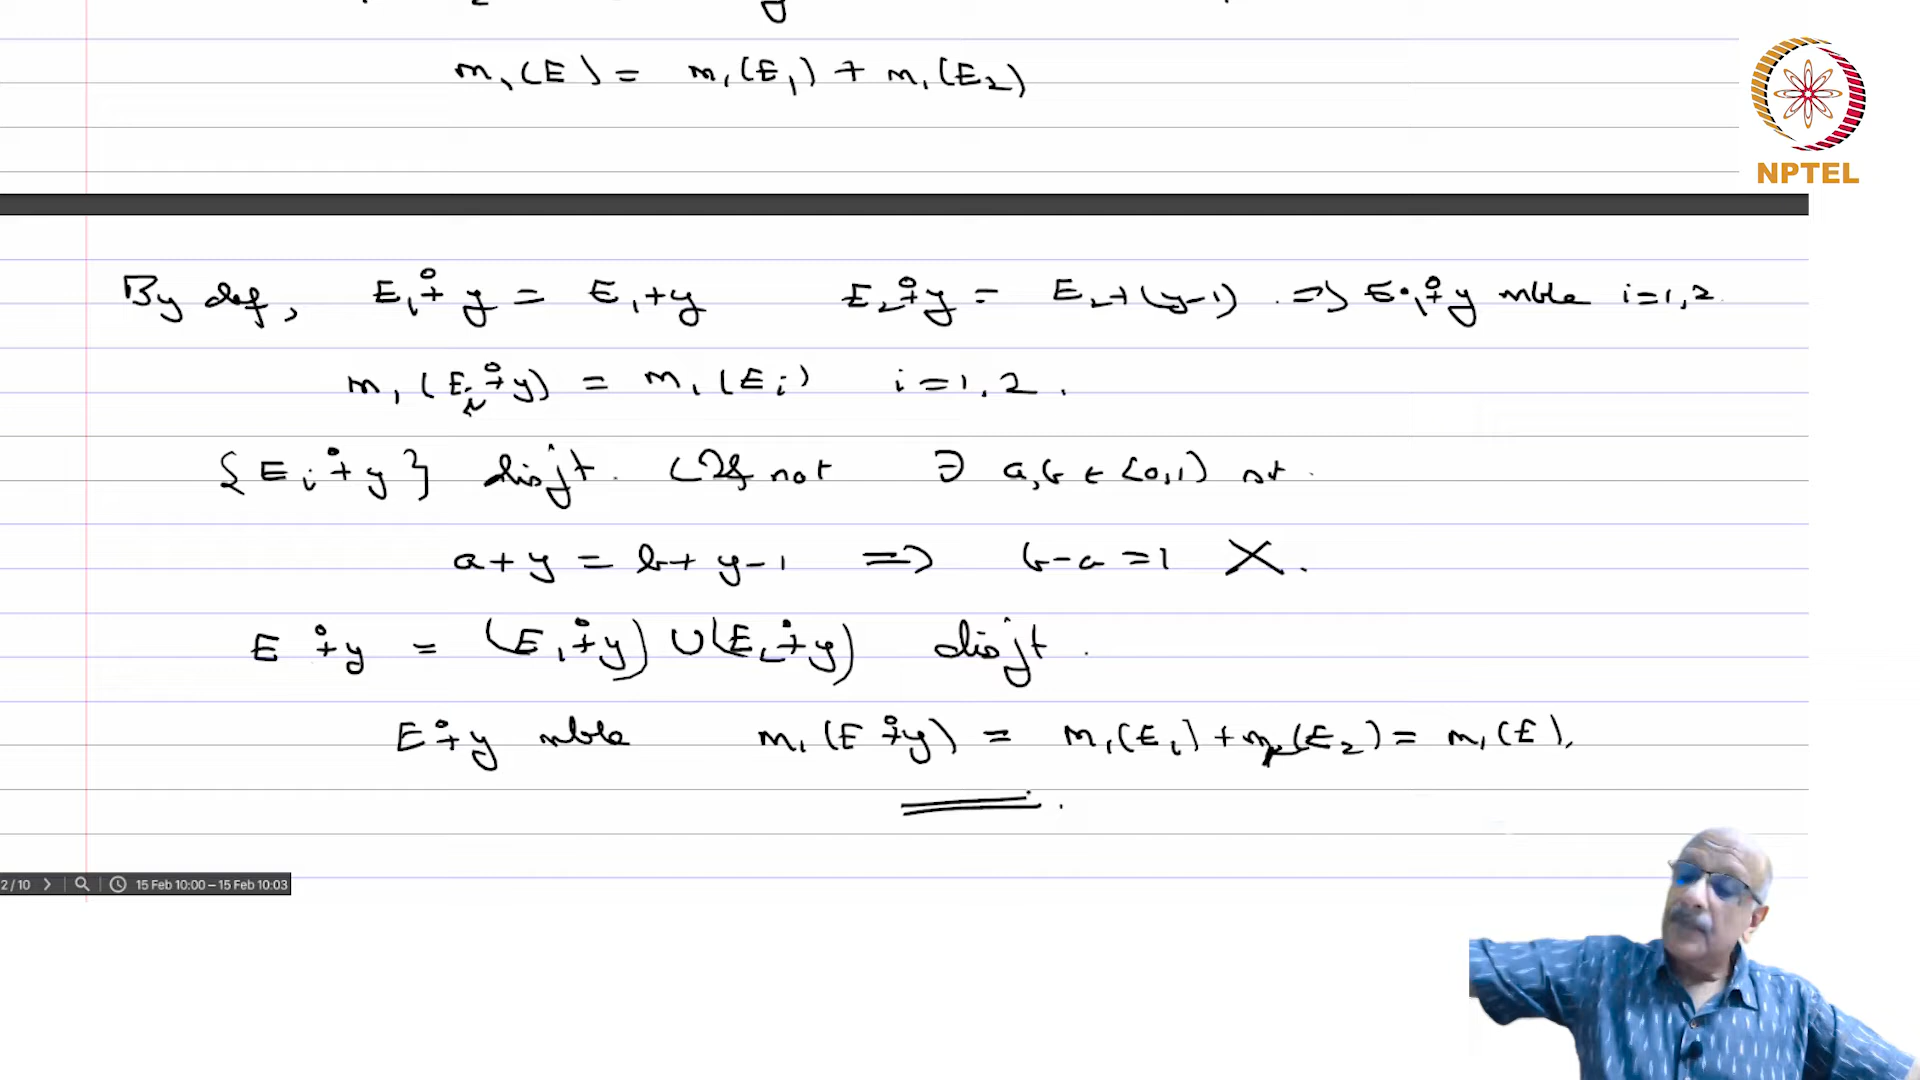 m₁(E) = m₁(E₁) + m₁(E₂)
NPTEL
By def, E₁ +̊ y = E₁+y E₂ +̊ y = E₂+(y-1) . => Eᵢ +̊ y mble i=1,2.
m₁(Eᵢ +̊ y) = m₁(Eᵢ) i=1,2.
{Eᵢ +̊ y} disjt. (If not ∃ a,b ∈ [0,1) st.
a+y = b+y-1 => b-a=1 X.
E +̊ y = (E₁ +̊ y) ∪ (E₂ +̊ y) disjt.
E +̊ y mble m₁(E +̊ y) = m₁(E₁)+m₁(E₂) = m₁(E).
2/10 > 15 Feb 10:00 – 15 Feb 10:03